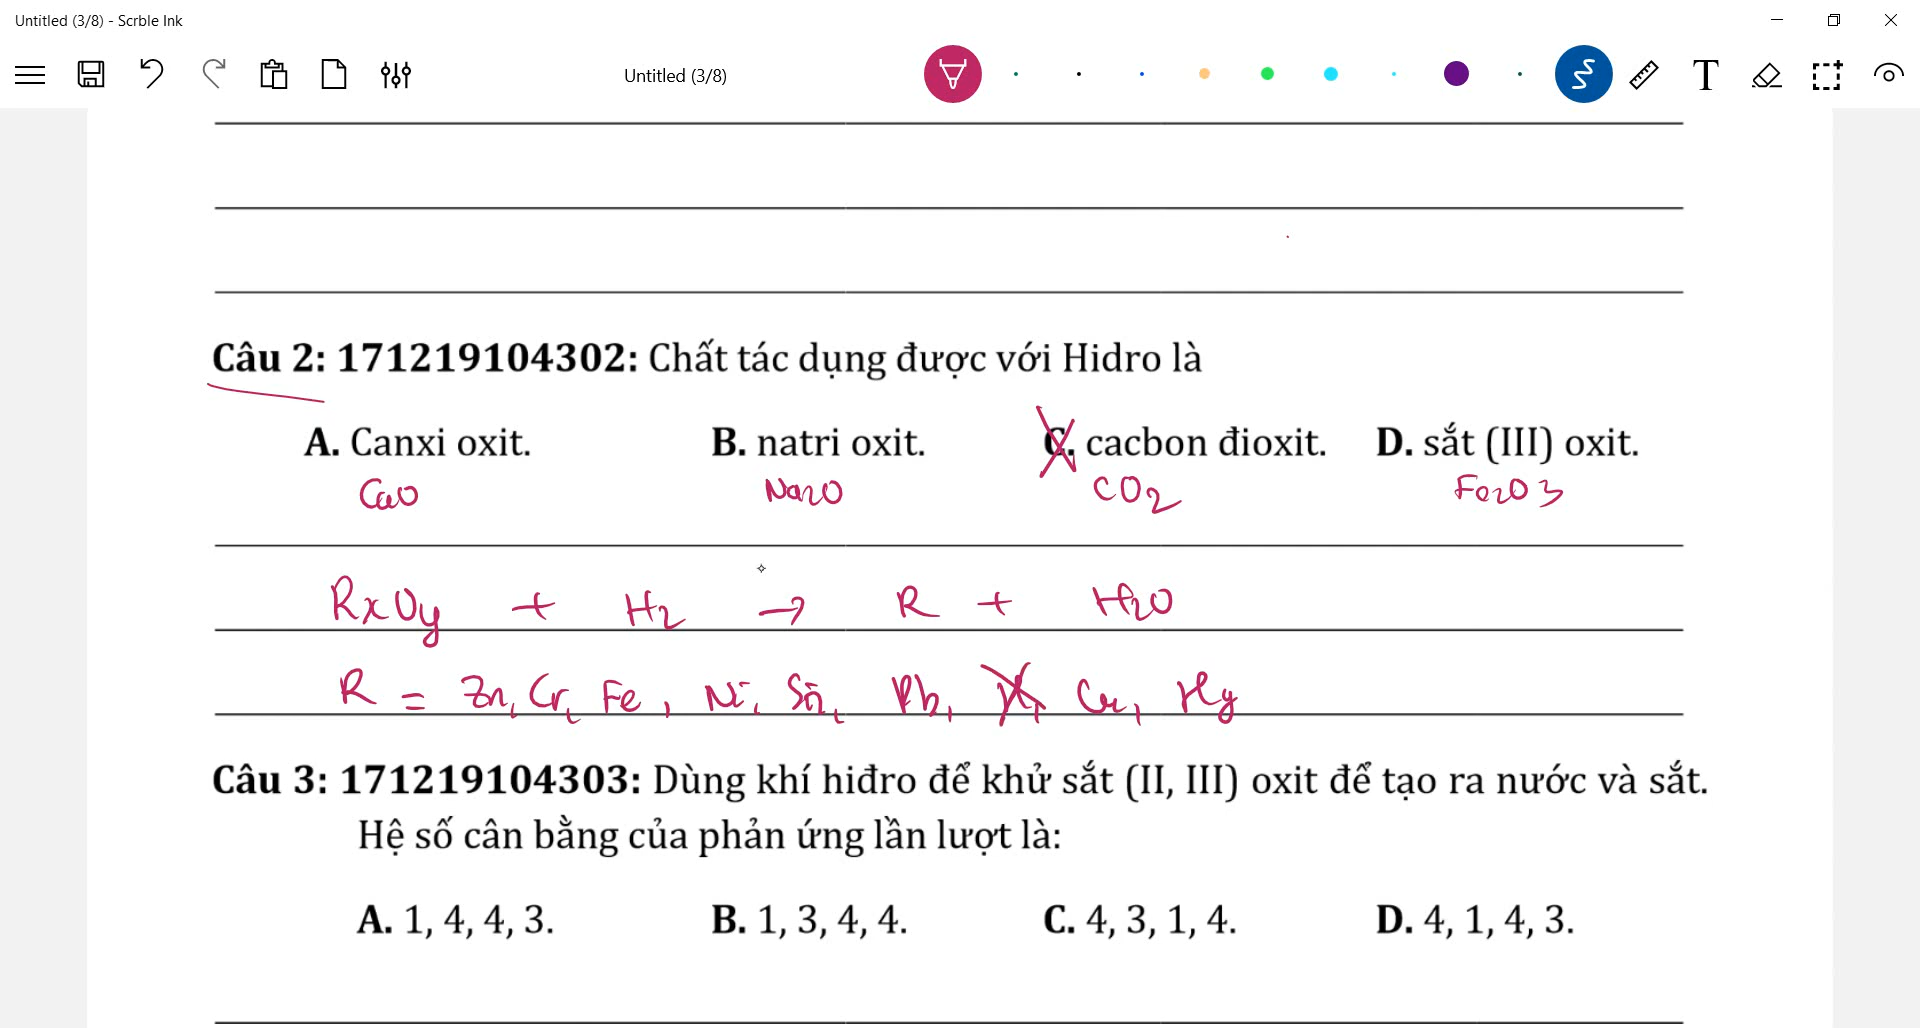 Untitled (3/8) - Scrble Ink
Untitled (3/8)
T
Câu 2: 171219104302: Chất tác dụng được với Hidro là
A. Canxi oxit. B. natri oxit. C. cacbon đioxit. D. sắt (III) oxit.
CaO Na2O CO2 Fe2O3
RxOy + H2 → R + H2O
R = Zn, Cr, Fe, Ni, Sn, Pb, H, Cu, Hg
Câu 3: 171219104303: Dùng khí hiđro để khử sắt (II, III) oxit để tạo ra nước và sắt.
Hệ số cân bằng của phản ứng lần lượt là:
A. 1, 4, 4, 3. B. 1, 3, 4, 4. C. 4, 3, 1, 4. D. 4, 1, 4, 3.